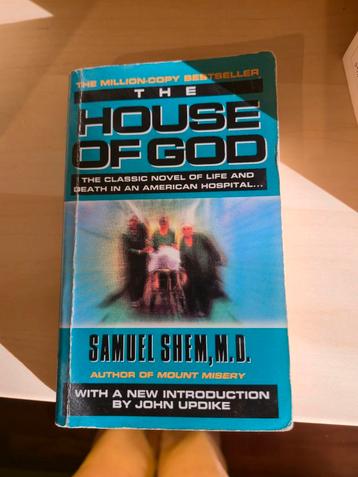 THE MILLION-COPY BESTSELLER
THE
HOUSE
OF GOD
THE CLASSIC NOVEL OF LIFE AND
DEATH IN AN AMERICAN HOSPITAL...
SAMUEL SHEM, M.D.
AUTHOR OF MOUNT MISERY
WITH A NEW INTRODUCTION
BY JOHN UPDIKE